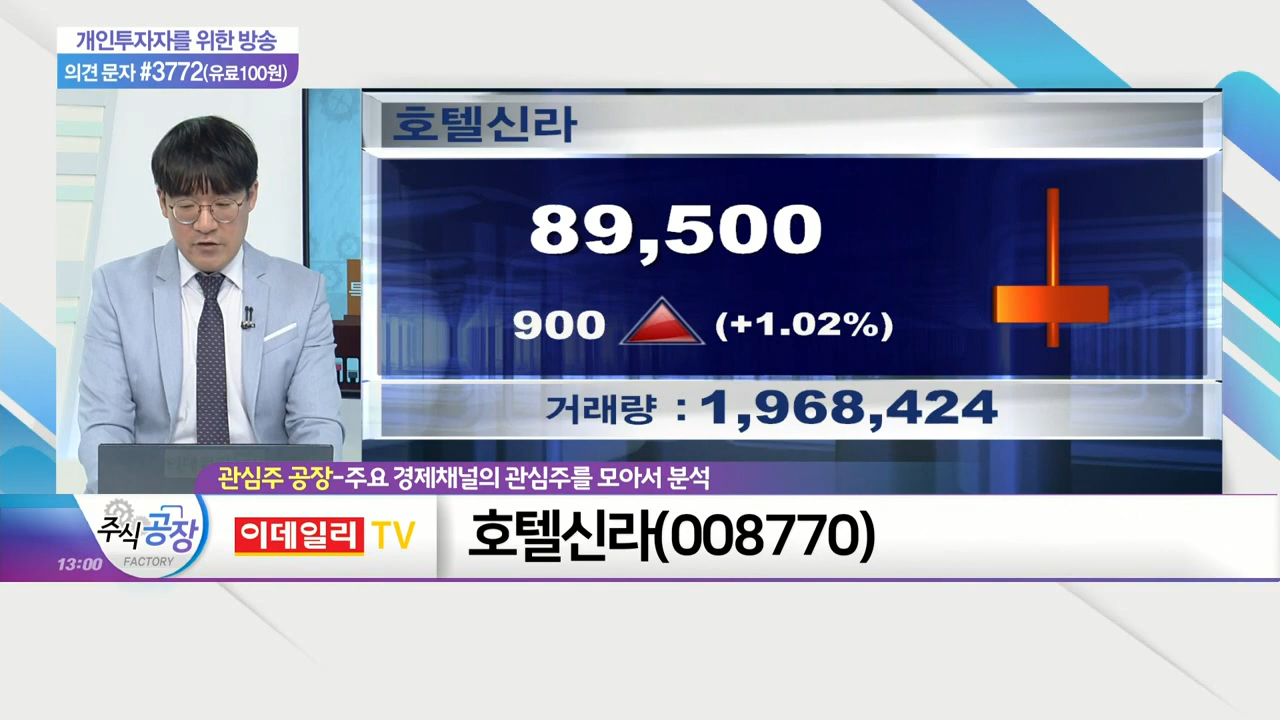 개인투자자를 위한 방송
의견 문자 #3772(유료100원)
호텔신라
89,500
900 (+1.02%)
거래량 : 1,968,424
특
관심주 공장-주요 경제채널의 관심주를 모아서 분석
주식공장
FACTORY
13:00
이데일리 TV
호텔신라(008770)